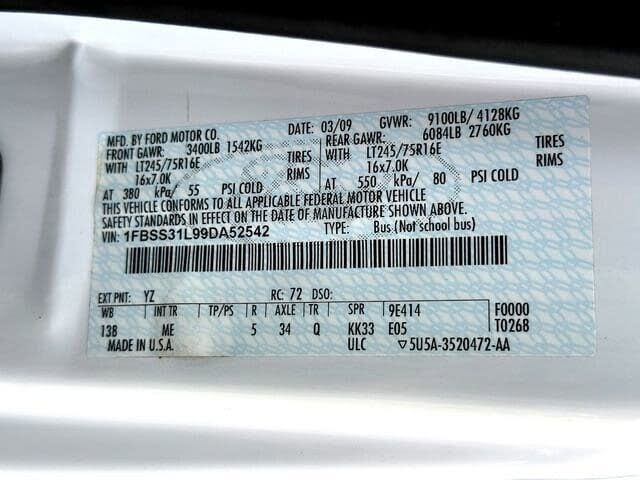 MFD. BY FORD MOTOR CO. DATE: 03/09 GVWR: 9100LB/ 4128KG
FRONT GAWR: 3400LB 1542KG REAR GAWR: 6084LB 2760KG
WITH LT245/75R16E TIRES WITH LT245/75R16E TIRES
16x7.0K RIMS 16x7.0K RIMS
AT 380 kPa/ 55 PSI COLD AT 550 kPa/ 80 PSI COLD
THIS VEHICLE CONFORMS TO ALL APPLICABLE FEDERAL MOTOR VEHICLE
SAFETY STANDARDS IN EFFECT ON THE DATE OF MANUFACTURE SHOWN ABOVE.
VIN: 1FBSS31L99DA52542 TYPE: Bus (Not school bus)
EXT PNT: YZ RC: 72 DSO:
WB INT TR TP/PS R AXLE TR SPR 9E414 F0000
138 ME 5 34 Q KK33 E05 T0268
MADE IN U.S.A. ULC ▽5U5A-3520472-AA